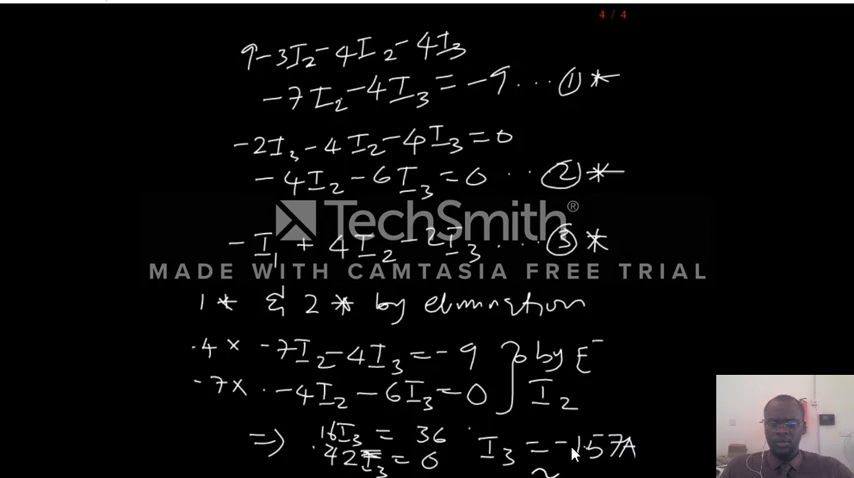 4 / 4
9-3I₂-4I₂-4I₃
-7I₂-4I₃=-9...①*
-2I₃-4I₂-4I₃=0
-4I₂-6I₃=0..②*
TechSmith®
-I₁+4I₂-2I₃...③*
MADE WITH CAMTASIA FREE TRIAL
1* & 2* by elimination
.4× -7I₂-4I₃=-9 } by E⁻
-7×.-4I₂-6I₃=0 I₂
=> 16I₃ = 36. I₃=-1.57A
.42I₃=0